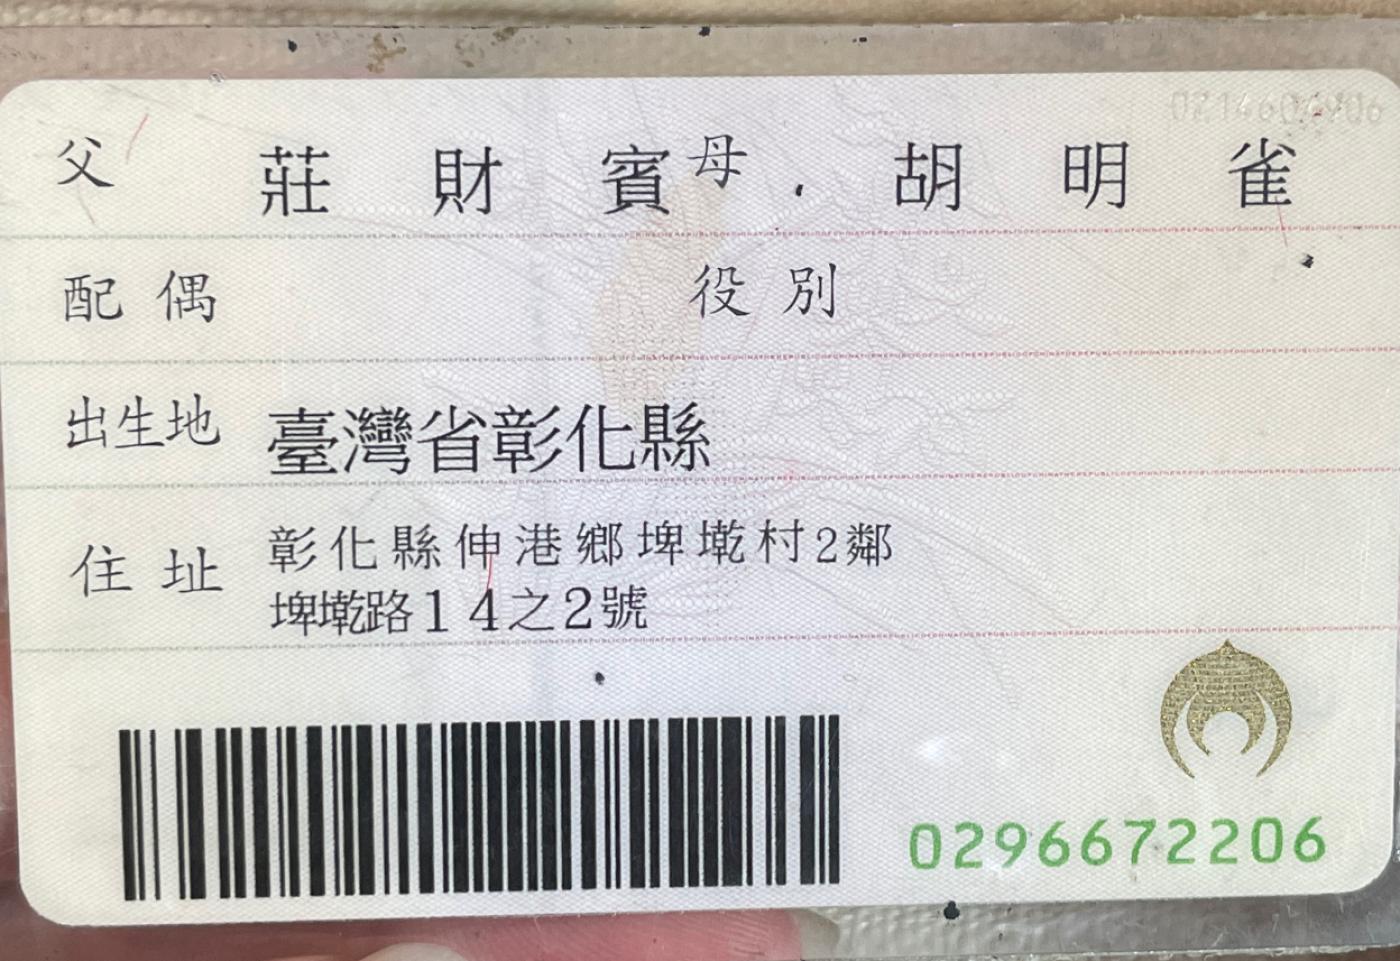 父 莊財賓 母 胡明雀
配偶 役別
出生地 臺灣省彰化縣
住址 彰化縣伸港鄉埤墘村2鄰
埤墘路14之2號
0296672206